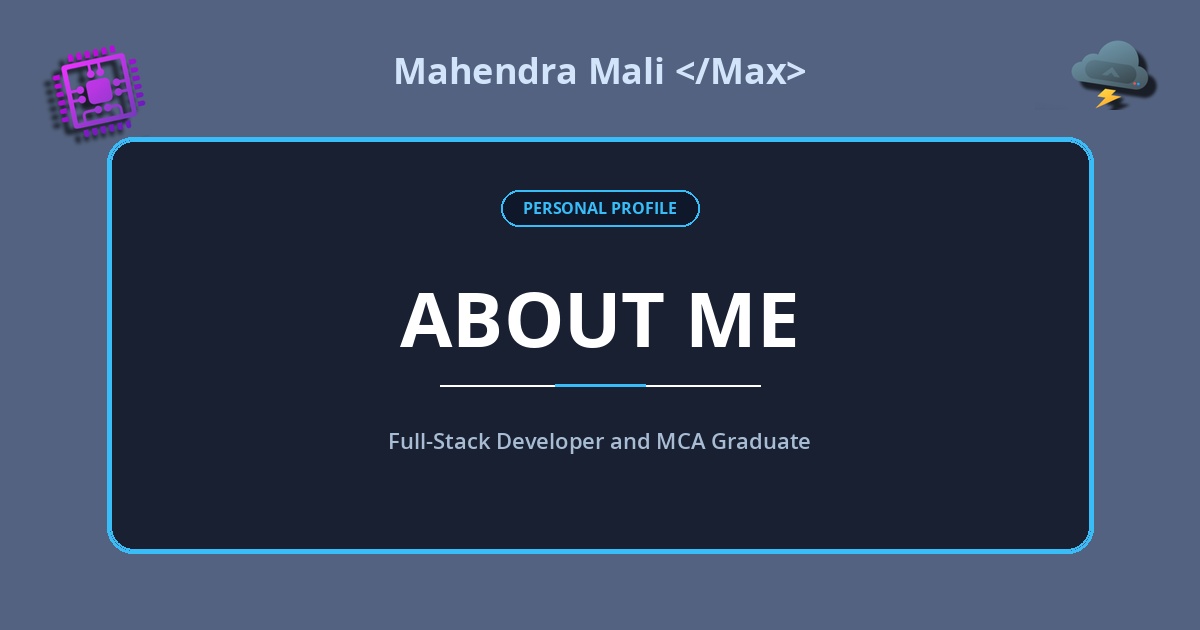 Mahendra Mali </Max>
PERSONAL PROFILE
ABOUT ME
Full-Stack Developer and MCA Graduate